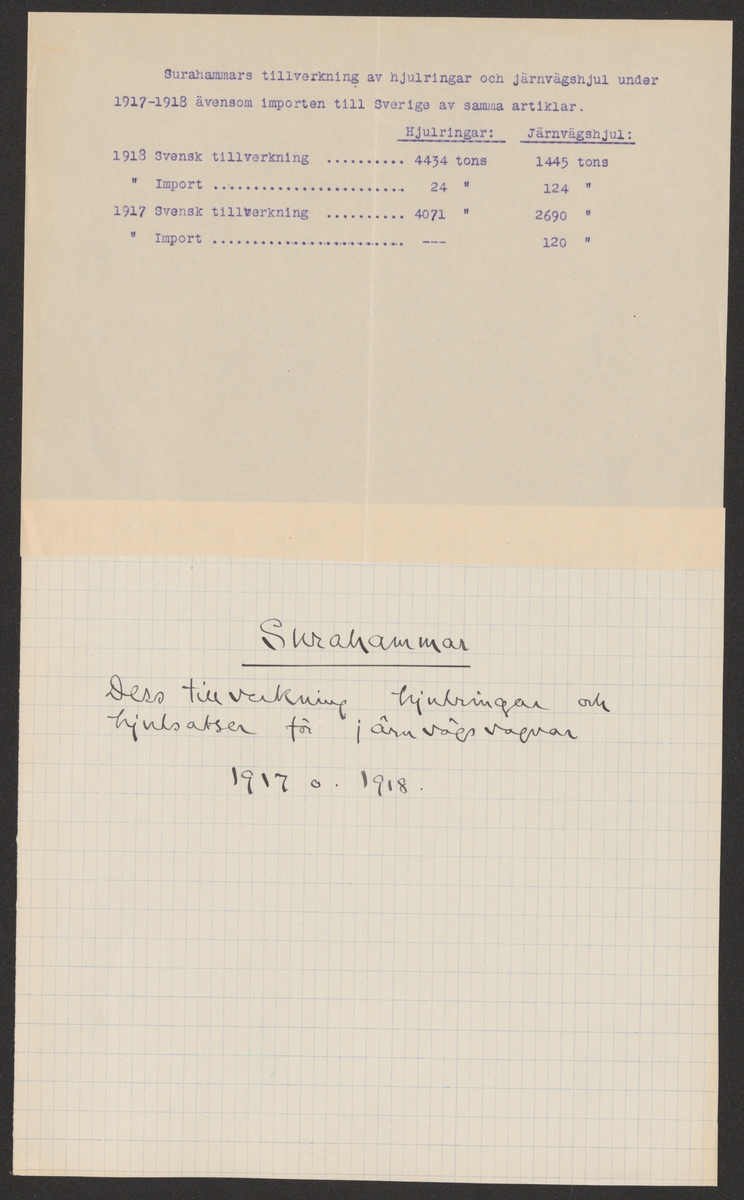 Surahammars tillverkning av hjulringar och järnvägshjul under
1917-1918 ävensom importen till Sverige av samma artiklar.
Hjulringar: Järnvägshjul:
1918 Svensk tillverkning .......... 4434 tons 1445 tons
" Import ........................ 24 " 124 "
1917 Svensk tillverkning .......... 4071 " 2690 "
" Import ........................ --- 120 "
Surahammar
Dess tillverkning hjulringar och
hjulsatser för järnvägsvagnar
1917 o. 1918.